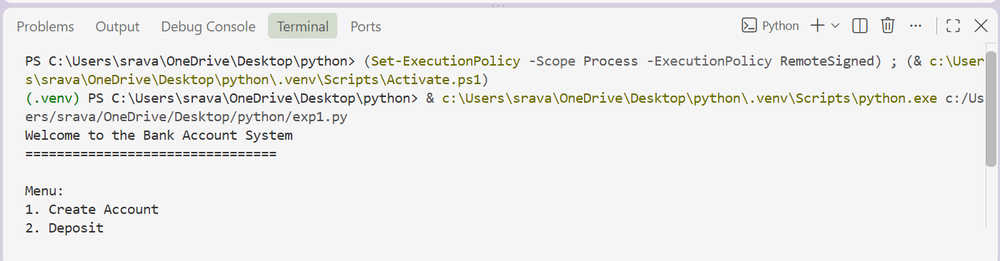 Problems Output Debug Console Terminal Ports Python
PS C:\Users\srava\OneDrive\Desktop\python> (Set-ExecutionPolicy -Scope Process -ExecutionPolicy RemoteSigned) ; (& c:\User
s\srava\OneDrive\Desktop\python\.venv\Scripts\Activate.ps1)
(.venv) PS C:\Users\srava\OneDrive\Desktop\python> & c:\Users\srava\OneDrive\Desktop\python\.venv\Scripts\python.exe c:/Us
ers/srava/OneDrive/Desktop/python/exp1.py
Welcome to the Bank Account System
================================
Menu:
1. Create Account
2. Deposit